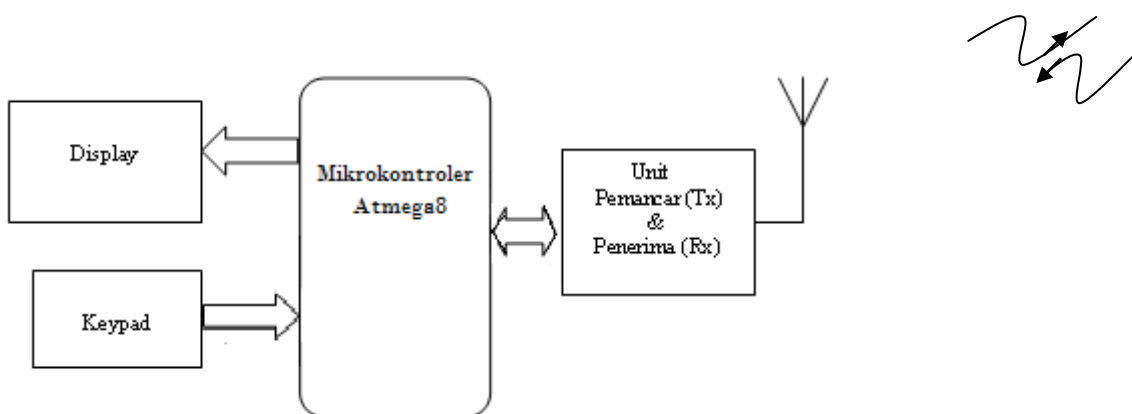 Display
Mikrokontroler
Atmega8
Unit
Pemancar (Tx)
&
Penerima (Rx)
Keypad